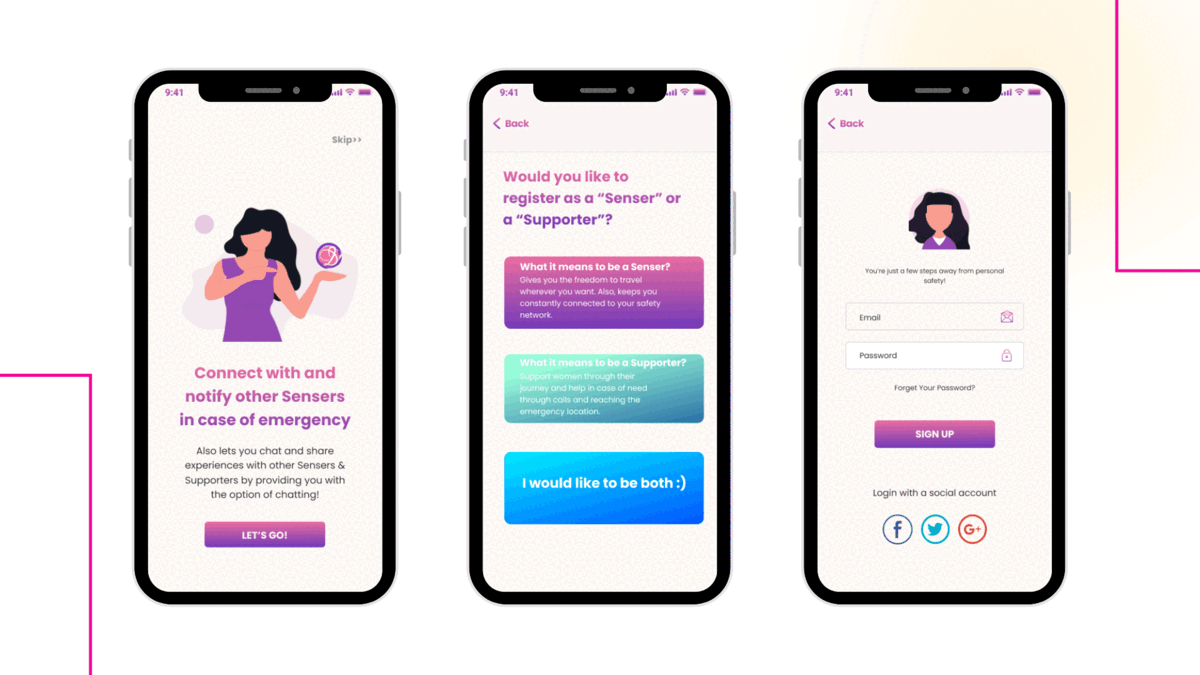 9:41
Skip>>
Connect with and
notify other Sensers
in case of emergency
Also lets you chat and share
experiences with other Sensers &
Supporters by providing you with
the option of chatting!
LET'S GO!
9:41
Back
Would you like to
register as a “Senser” or
a “Supporter”?
What it means to be a Senser?
Gives you the freedom to travel
wherever you want. Also, keeps you
constantly connected to your safety
network.
What it means to be a Supporter?
Support women through their
journey and help in case of need
through calls and reaching the
emergency location.
I would like to be both :)
9:41
Back
You're just a few steps away from personal
safety!
Email
Password
Forget Your Password?
SIGN UP
Login with a social account
f
G+